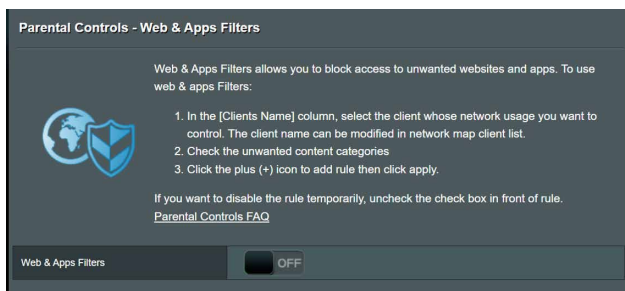 Parental Controls - Web & Apps Filters
Web & Apps Filters allows you to block access to unwanted websites and apps. To use
web & apps Filters:
1. In the [Clients Name] column, select the client whose network usage you want to
control. The client name can be modified in network map client list.
2. Check the unwanted content categories
3. Click the plus (+) icon to add rule then click apply.
If you want to disable the rule temporarily, uncheck the check box in front of rule.
Parental Controls FAQ
Web & Apps Filters OFF